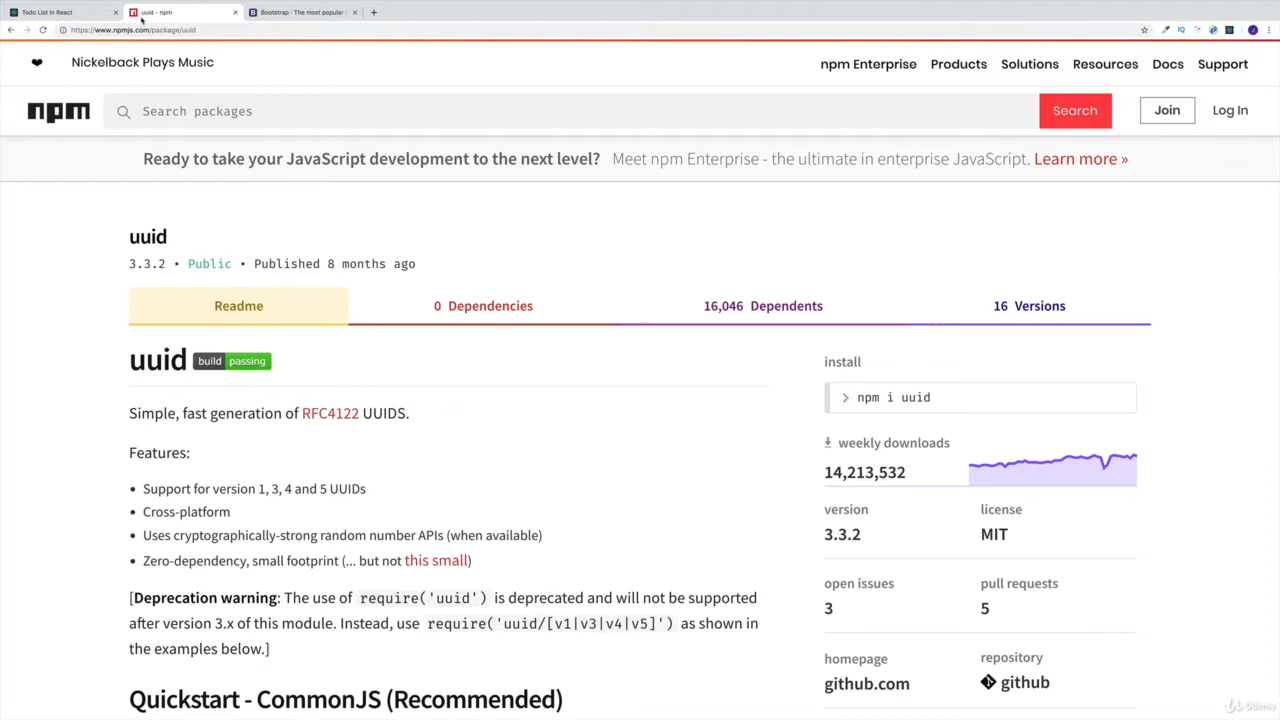 Todo List in React
uuid - npm
Bootstrap - The most popular
https://www.npmjs.com/package/uuid
Nickelback Plays Music
npm Enterprise Products Solutions Resources Docs Support
npm
Search packages
Search
Join
Log In
Ready to take your JavaScript development to the next level? Meet npm Enterprise - the ultimate in enterprise JavaScript. Learn more »
uuid
3.3.2 • Public • Published 8 months ago
Readme
0 Dependencies
16,046 Dependents
16 Versions
uuid build passing
Simple, fast generation of RFC4122 UUIDS.
Features:
• Support for version 1, 3, 4 and 5 UUIDs
• Cross-platform
• Uses cryptographically-strong random number APIs (when available)
• Zero-dependency, small footprint (... but not this small)
[Deprecation warning: The use of require('uuid') is deprecated and will not be supported
after version 3.x of this module. Instead, use require('uuid/[v1|v3|v4|v5]') as shown in
the examples below.]
Quickstart - CommonJS (Recommended)
install
> npm i uuid
weekly downloads
14,213,532
version
3.3.2
license
MIT
open issues
3
pull requests
5
homepage
github.com
repository
github
Udemy